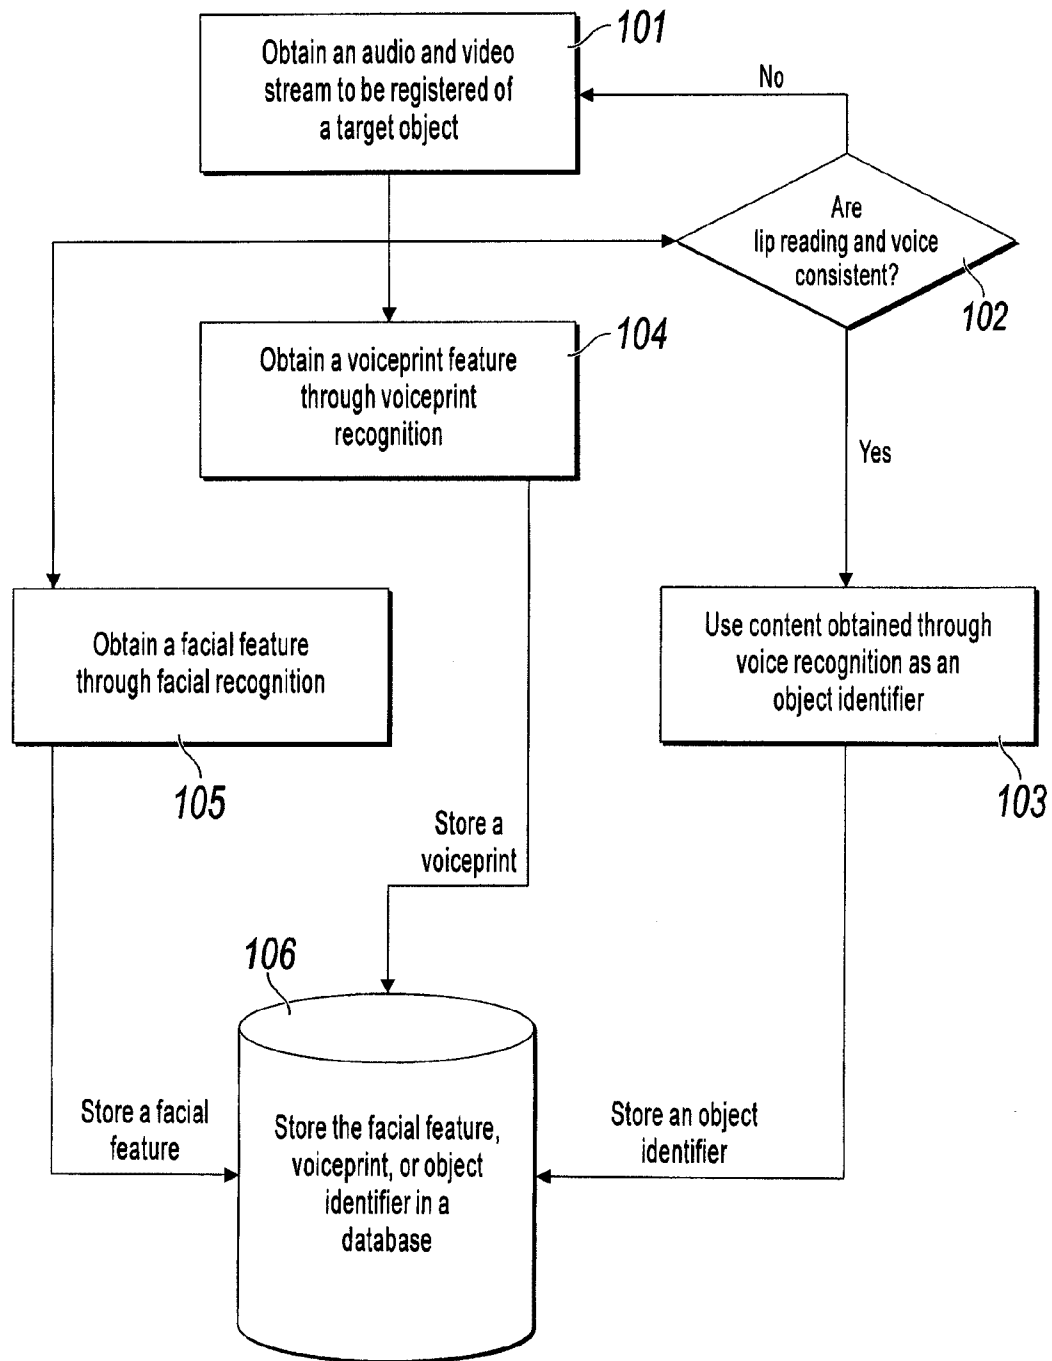 101
Obtain an audio and video
stream to be registered of
a target object
No
Are
lip reading and voice
consistent?
102
104
Obtain a voiceprint feature
through voiceprint
recognition
Yes
Obtain a facial feature
through facial recognition
105
Use content obtained through
voice recognition as an
object identifier
103
Store a
voiceprint
106
Store a facial
feature
Store the facial feature,
voiceprint, or object
identifier in a
database
Store an object
identifier